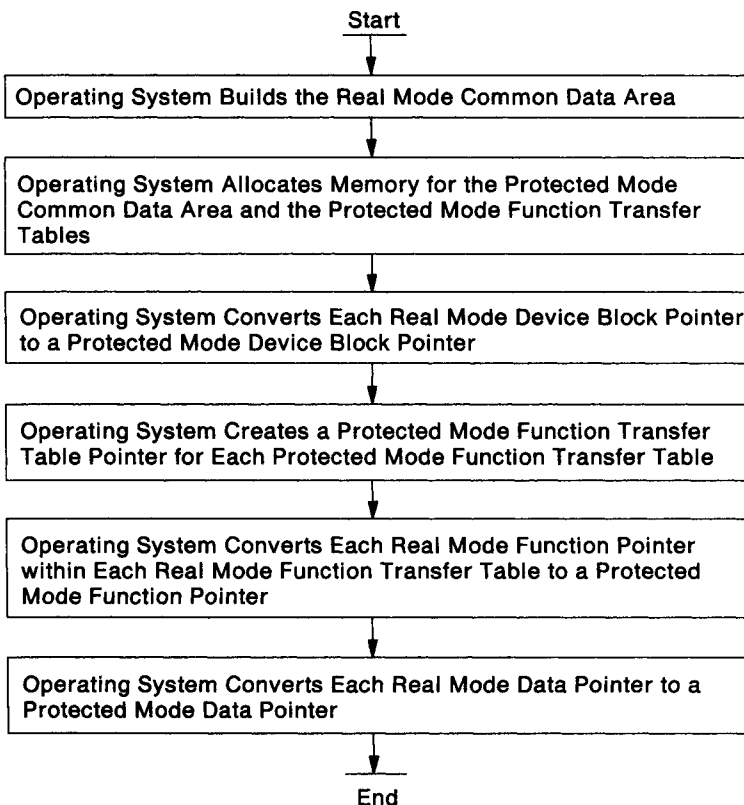 Start
Operating System Builds the Real Mode Common Data Area
Operating System Allocates Memory for the Protected Mode
Common Data Area and the Protected Mode Function Transfer
Tables
Operating System Converts Each Real Mode Device Block Pointer
to a Protected Mode Device Block Pointer
Operating System Creates a Protected Mode Function Transfer
Table Pointer for Each Protected Mode Function Transfer Table
Operating System Converts Each Real Mode Function Pointer
within Each Real Mode Function Transfer Table to a Protected
Mode Function Pointer
Operating System Converts Each Real Mode Data Pointer to a
Protected Mode Data Pointer
End